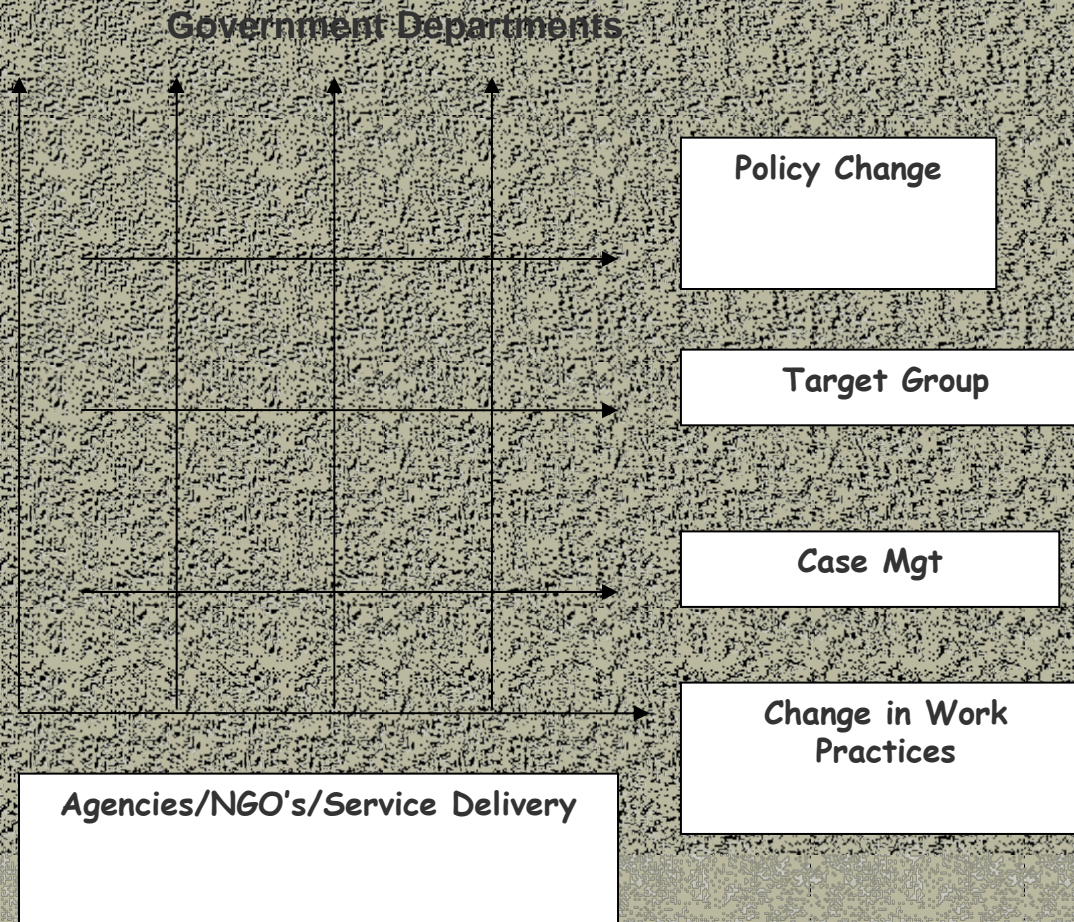 Government Departments
Policy Change
Target Group
Case Mgt
Change in Work
Practices
Agencies/NGO's/Service Delivery